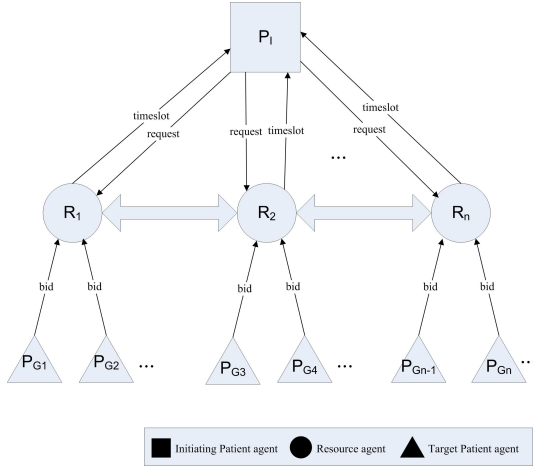 P_I
timeslot
timeslot
request
request
timeslot
request
...
R_1
R_2
R_n
bid
bid
bid
bid
bid
bid
P_G1
P_G2
...
P_G3
P_G4
...
P_Gn-1
P_Gn
..
Initiating Patient agent
Resource agent
Target Patient agent